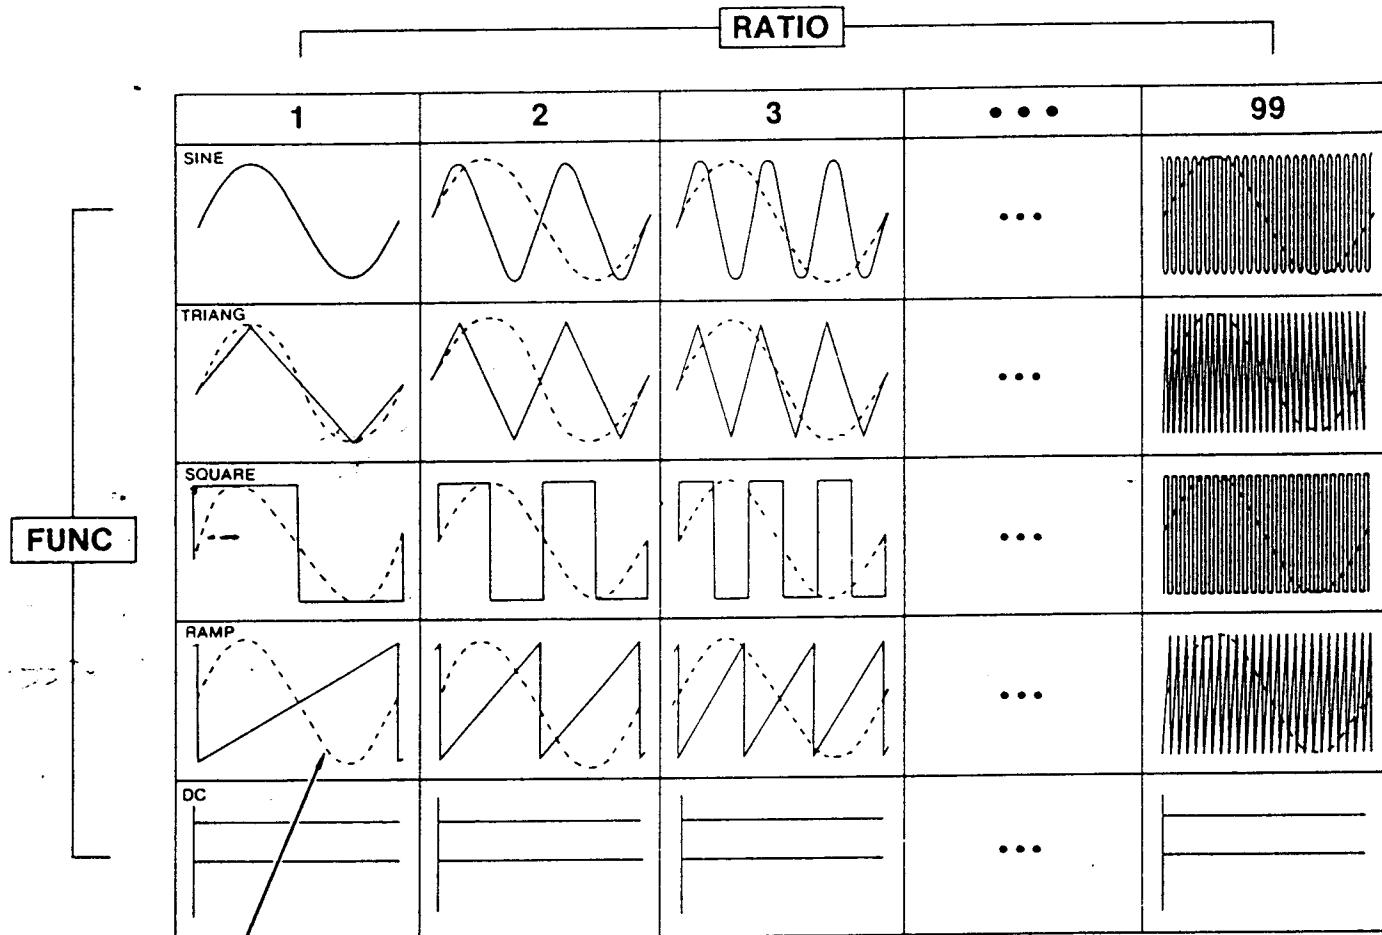 RATIO
1 2 3 ••• 99
SINE
•••
TRIANG
•••
SQUARE
•••
FUNC
RAMP
•••
DC
•••